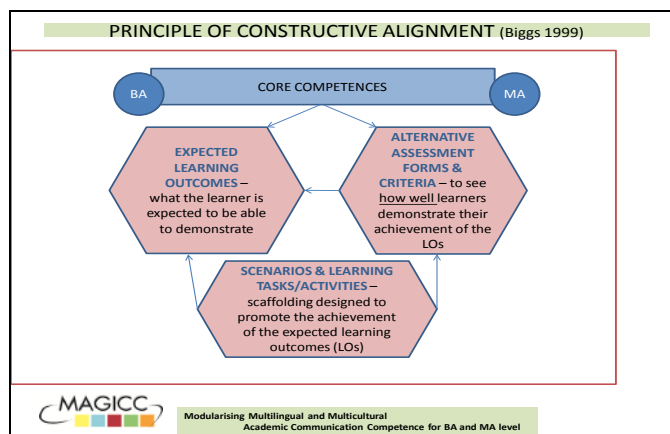 PRINCIPLE OF CONSTRUCTIVE ALIGNMENT (Biggs 1999)
BA
CORE COMPETENCES
MA
EXPECTED
LEARNING
OUTCOMES –
what the learner is
expected to be able
to demonstrate
ALTERNATIVE
ASSESSMENT
FORMS &
CRITERIA – to see
how well learners
demonstrate their
achievement of the
LOs
SCENARIOS & LEARNING
TASKS/ACTIVITIES –
scaffolding designed to
promote the achievement
of the expected learning
outcomes (LOs)
MAGICC
Modularising Multilingual and Multicultural
Academic Communication Competence for BA and MA level